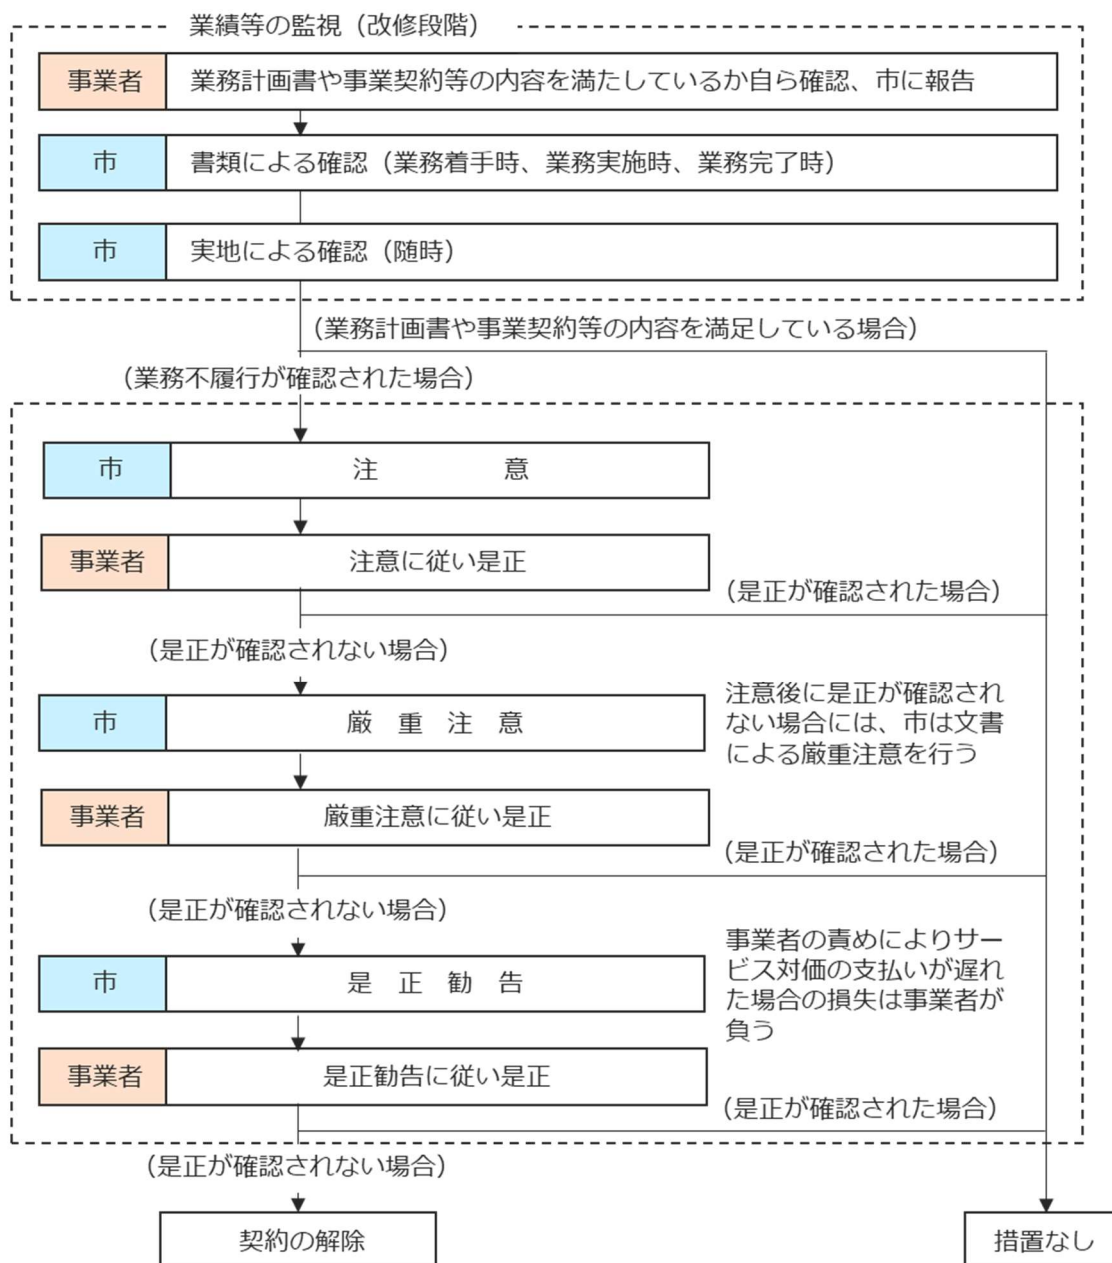 業績等の監視（改修段階）
事業者 業務計画書や事業契約等の内容を満たしているか自ら確認、市に報告
市 書類による確認（業務着手時、業務実施時、業務完了時）
市 実地による確認（随時）
（業務計画書や事業契約等の内容を満足している場合）
（業務不履行が確認された場合）
市 注意
事業者 注意に従い是正
（是正が確認された場合）
（是正が確認されない場合）
市 厳重注意
注意後に是正が確認され
ない場合には、市は文書
による厳重注意を行う
事業者 厳重注意に従い是正
（是正が確認された場合）
（是正が確認されない場合）
市 是正勧告
事業者の責めによりサー
ビス対価の支払いが遅れ
た場合の損失は事業者が
負う
事業者 是正勧告に従い是正
（是正が確認された場合）
（是正が確認されない場合）
契約の解除
措置なし